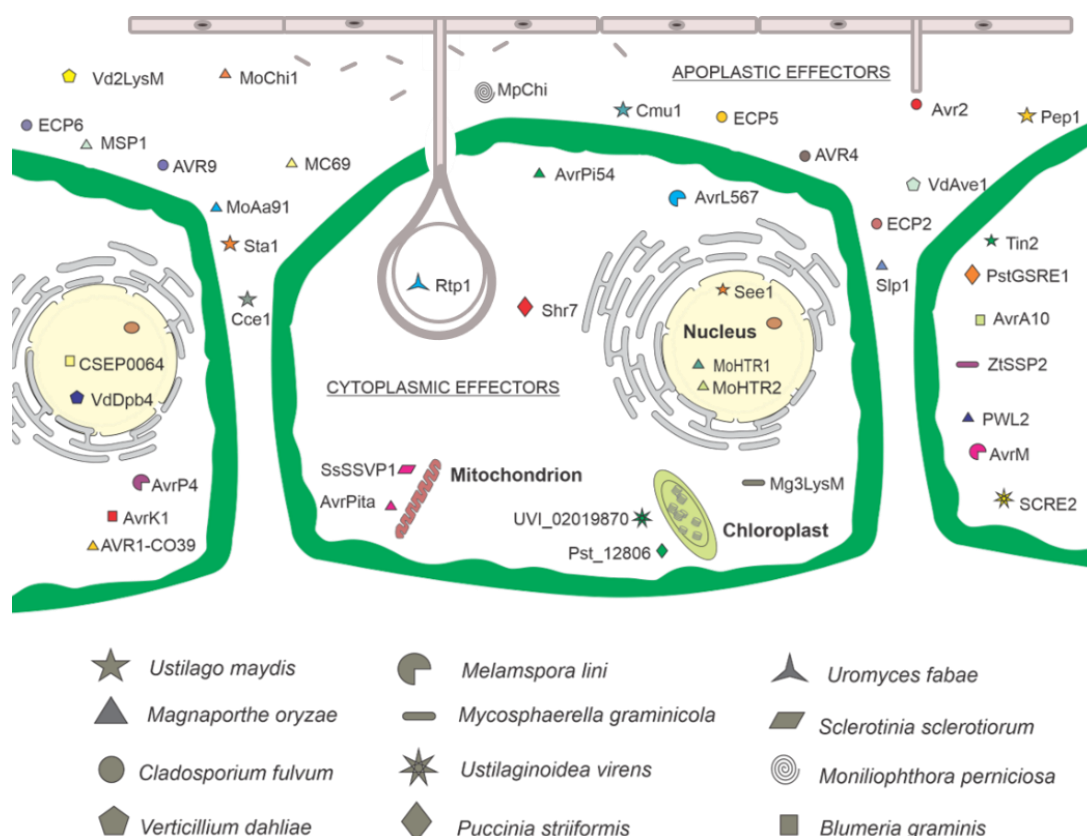 APOPLASTIC EFFECTORS
Vd2LysM
MoChi1
MpChi
Cmu1
ECP5
Avr2
Pep1
ECP6
MSP1
AVR9
MC69
AvrPi54
AVR4
AvrL567
VdAve1
MoAa91
Sta1
ECP2
Tin2
Rtp1
Slp1
PstGSRE1
Cce1
Shr7
See1
Nucleus
AvrA10
CSEP0064
MoHTR1
MoHTR2
ZtSSP2
VdDpb4
CYTOPLASMIC EFFECTORS
PWL2
AvrM
SsSSVP1
Mitochondrion
AvrP4
AvrPita
Mg3LysM
SCRE2
AvrK1
UVI_02019870
Chloroplast
AVR1-CO39
Pst_12806
Ustilago maydis
Melamspora lini
Uromyces fabae
Magnaporthe oryzae
Mycosphaerella graminicola
Sclerotinia sclerotiorum
Cladosporium fulvum
Ustilaginoidea virens
Moniliophthora perniciosa
Verticillium dahliae
Puccinia striiformis
Blumeria graminis